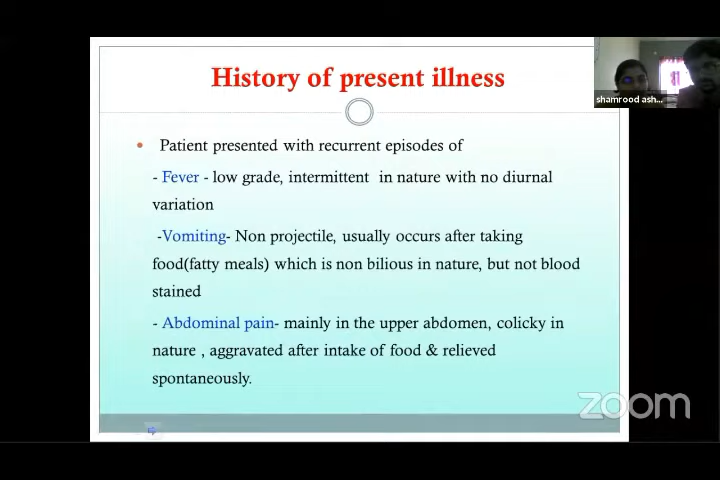 History of present illness
shamrood ash...
• Patient presented with recurrent episodes of
- Fever - low grade, intermittent in nature with no diurnal
variation
-Vomiting- Non projectile, usually occurs after taking
food(fatty meals) which is non bilious in nature, but not blood
stained
- Abdominal pain- mainly in the upper abdomen, colicky in
nature , aggravated after intake of food & relieved
spontaneously.
zoom